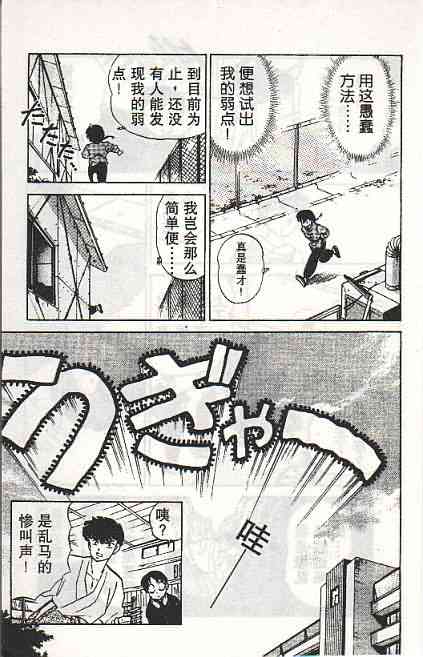 用这愚蠢
方法……
便想试出
我的弱点！
真是
蠢才！
到目前为
止，还没
有人能发
现我的弱
点！
たたたた
我岂会那么
简单便……
うぎゃー
哇
咦？
是乱马的
惨叫声！